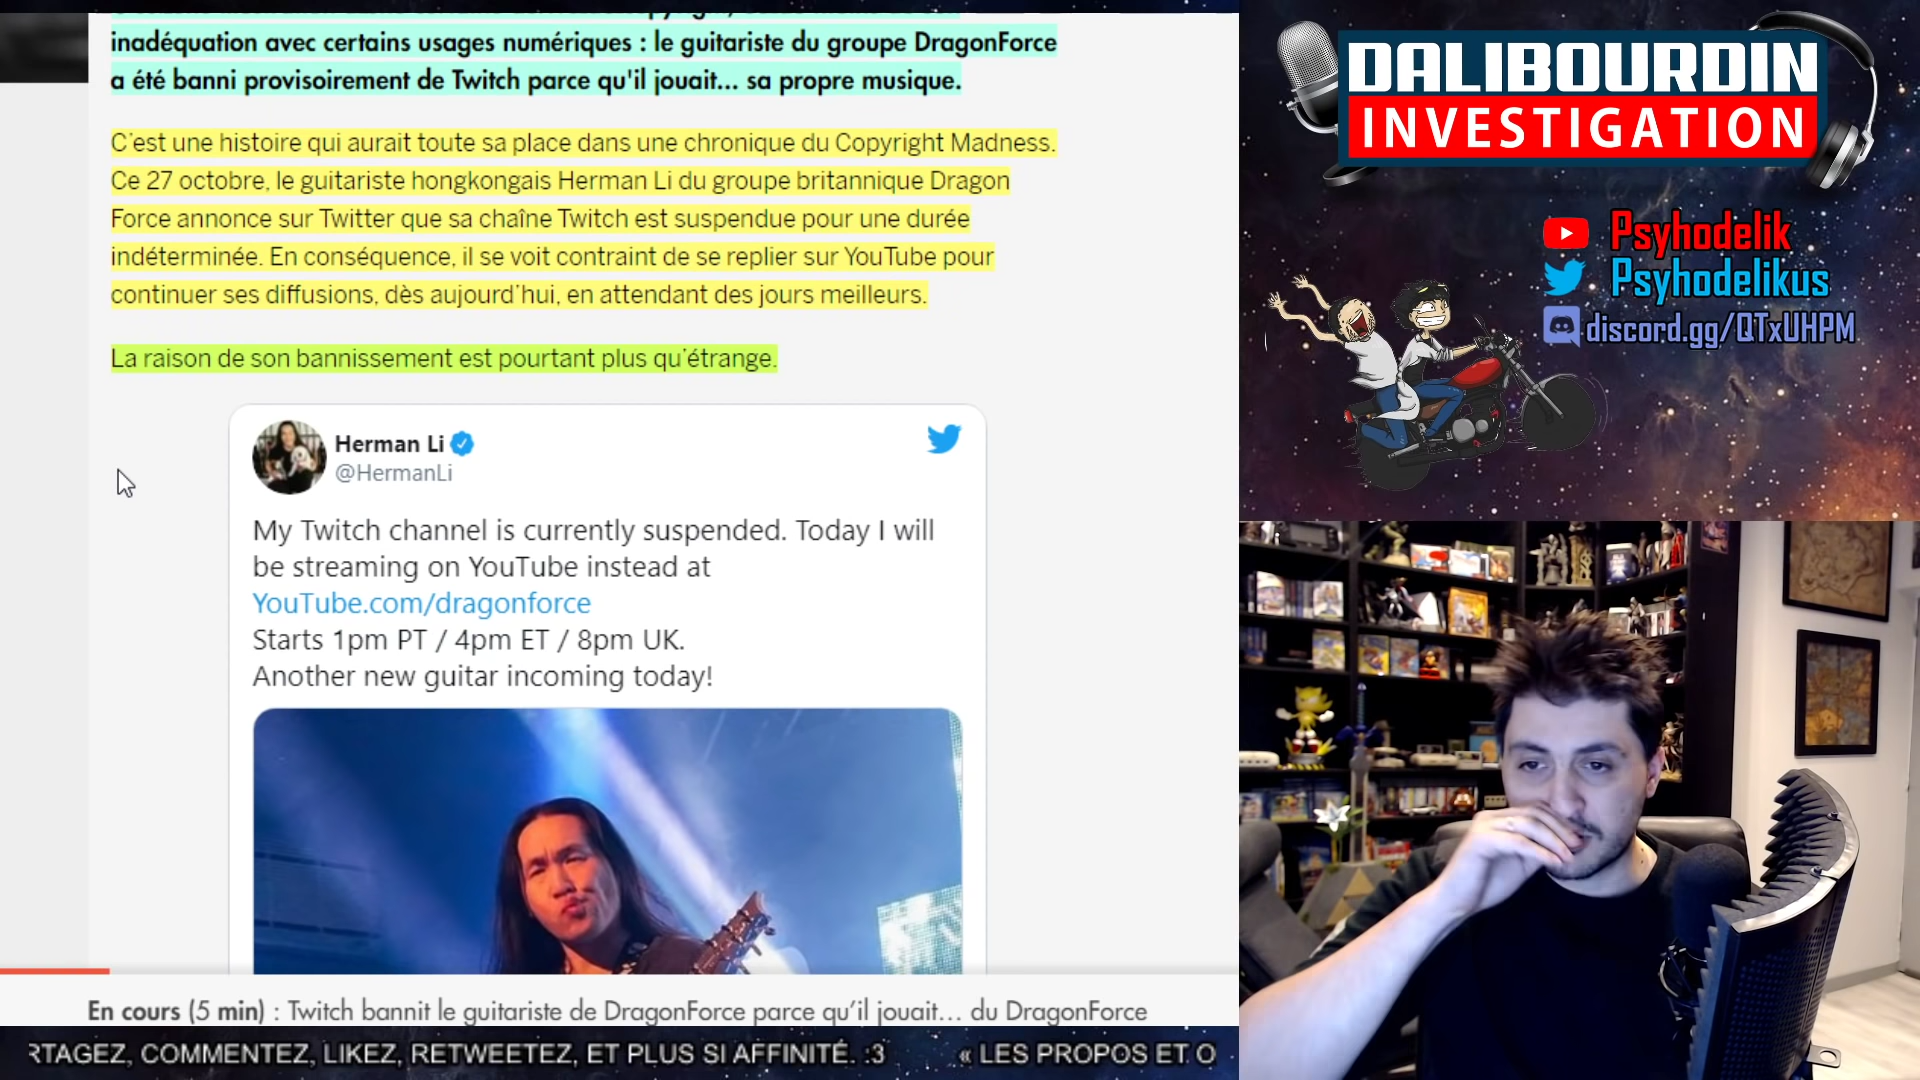 inadéquation avec certains usages numériques : le guitariste du groupe DragonForce
a été banni provisoirement de Twitch parce qu'il jouait... sa propre musique.
C'est une histoire qui aurait toute sa place dans une chronique du Copyright Madness.
Ce 27 octobre, le guitariste hongkongais Herman Li du groupe britannique Dragon
Force annonce sur Twitter que sa chaîne Twitch est suspendue pour une durée
indéterminée. En conséquence, il se voit contraint de se replier sur YouTube pour
continuer ses diffusions, dès aujourd'hui, en attendant des jours meilleurs.
La raison de son bannissement est pourtant plus qu'étrange.
Herman Li
@HermanLi
My Twitch channel is currently suspended. Today I will
be streaming on YouTube instead at
YouTube.com/dragonforce
Starts 1pm PT / 4pm ET / 8pm UK.
Another new guitar incoming today!
En cours (5 min) : Twitch bannit le guitariste de DragonForce parce qu'il jouait... du DragonForce
RTAGEZ, COMMENTEZ, LIKEZ, RETWEETEZ, ET PLUS SI AFFINITÉ. :3 « LES PROPOS ET O
DALIBOURDIN
INVESTIGATION
Psyhodelik
Psyhodelikus
discord.gg/QTxUHPM